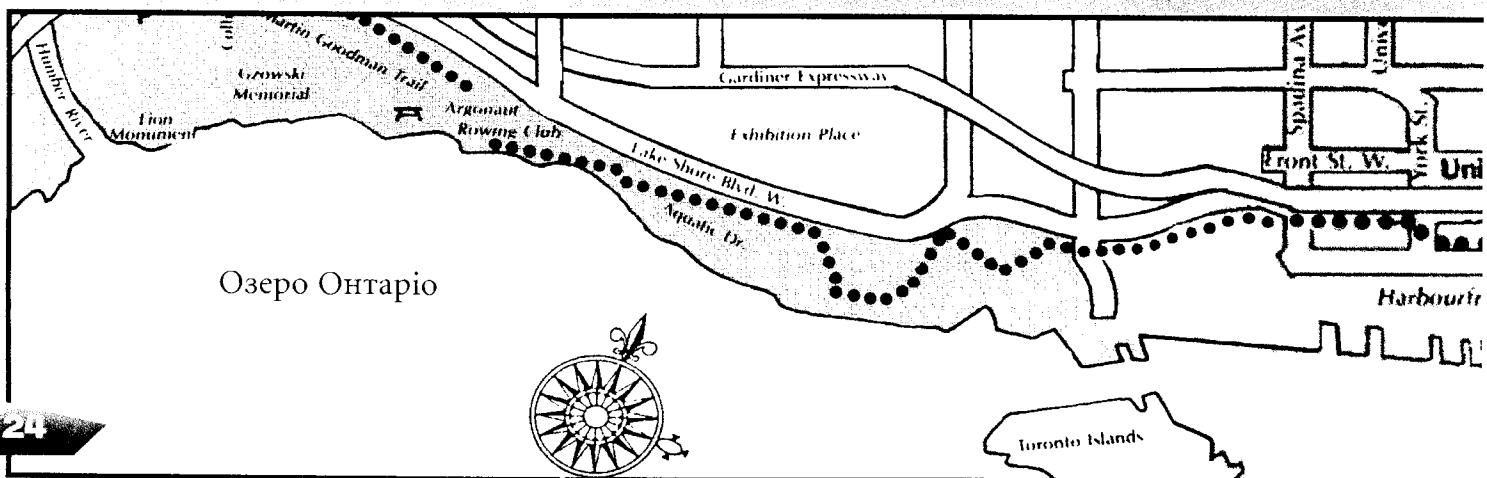 Humber River
Martin Goodman Trail
Gzowski
Memorial
Lion
Monument
Argonaut
Rowing Club
Lake Shore Blvd. W.
Aquatic Dr.
Gardiner Expressway
Exhibition Place
Spadina Av
Front St. W.
York St.
Uni
Harbourfr
Озеро Онтаріо
Toronto Islands
24